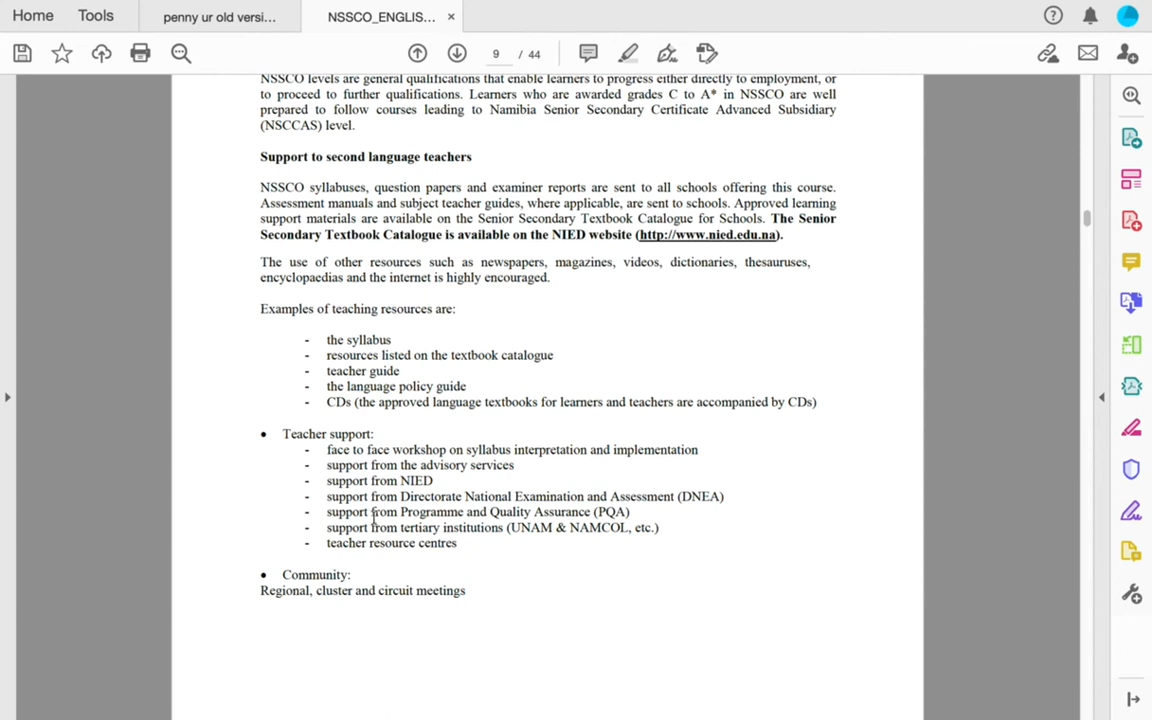 Home
Tools
penny ur old versi...
NSSCO_ENGLIS...
9 / 44
NSSCO levels are general qualifications that enable learners to progress either directly to employment, or
to proceed to further qualifications. Learners who are awarded grades C to A* in NSSCO are well
prepared to follow courses leading to Namibia Senior Secondary Certificate Advanced Subsidiary
(NSCCAS) level.
Support to second language teachers
NSSCO syllabuses, question papers and examiner reports are sent to all schools offering this course.
Assessment manuals and subject teacher guides, where applicable, are sent to schools. Approved learning
support materials are available on the Senior Secondary Textbook Catalogue for Schools. The Senior
Secondary Textbook Catalogue is available on the NIED website (http://www.nied.edu.na).
The use of other resources such as newspapers, magazines, videos, dictionaries, thesauruses,
encyclopaedias and the internet is highly encouraged.
Examples of teaching resources are:
- the syllabus
- resources listed on the textbook catalogue
- teacher guide
- the language policy guide
- CDs (the approved language textbooks for learners and teachers are accompanied by CDs)
• Teacher support:
- face to face workshop on syllabus interpretation and implementation
- support from the advisory services
- support from NIED
- support from Directorate National Examination and Assessment (DNEA)
- support from Programme and Quality Assurance (PQA)
- support from tertiary institutions (UNAM & NAMCOL, etc.)
- teacher resource centres
• Community:
Regional, cluster and circuit meetings